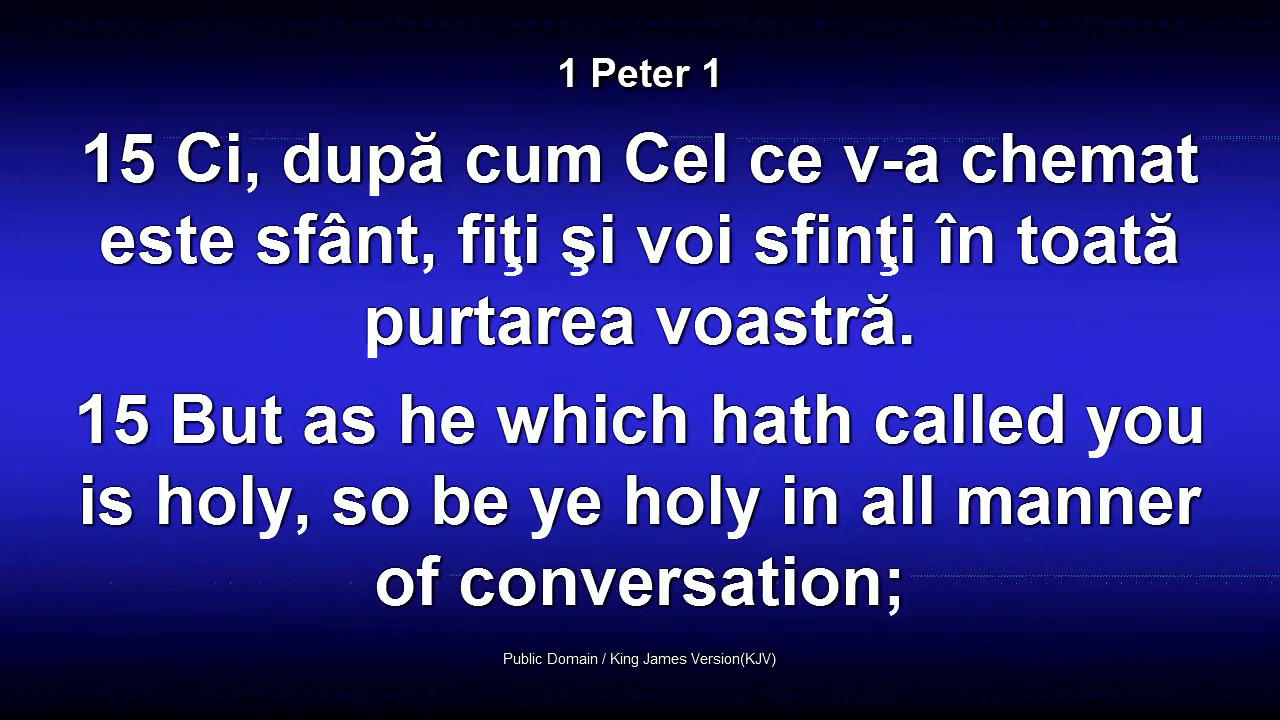 1 Peter 1
15 Ci, după cum Cel ce v-a chemat
este sfânt, fiţi şi voi sfinţi în toată
purtarea voastră.
15 But as he which hath called you
is holy, so be ye holy in all manner
of conversation;
Public Domain / King James Version(KJV)